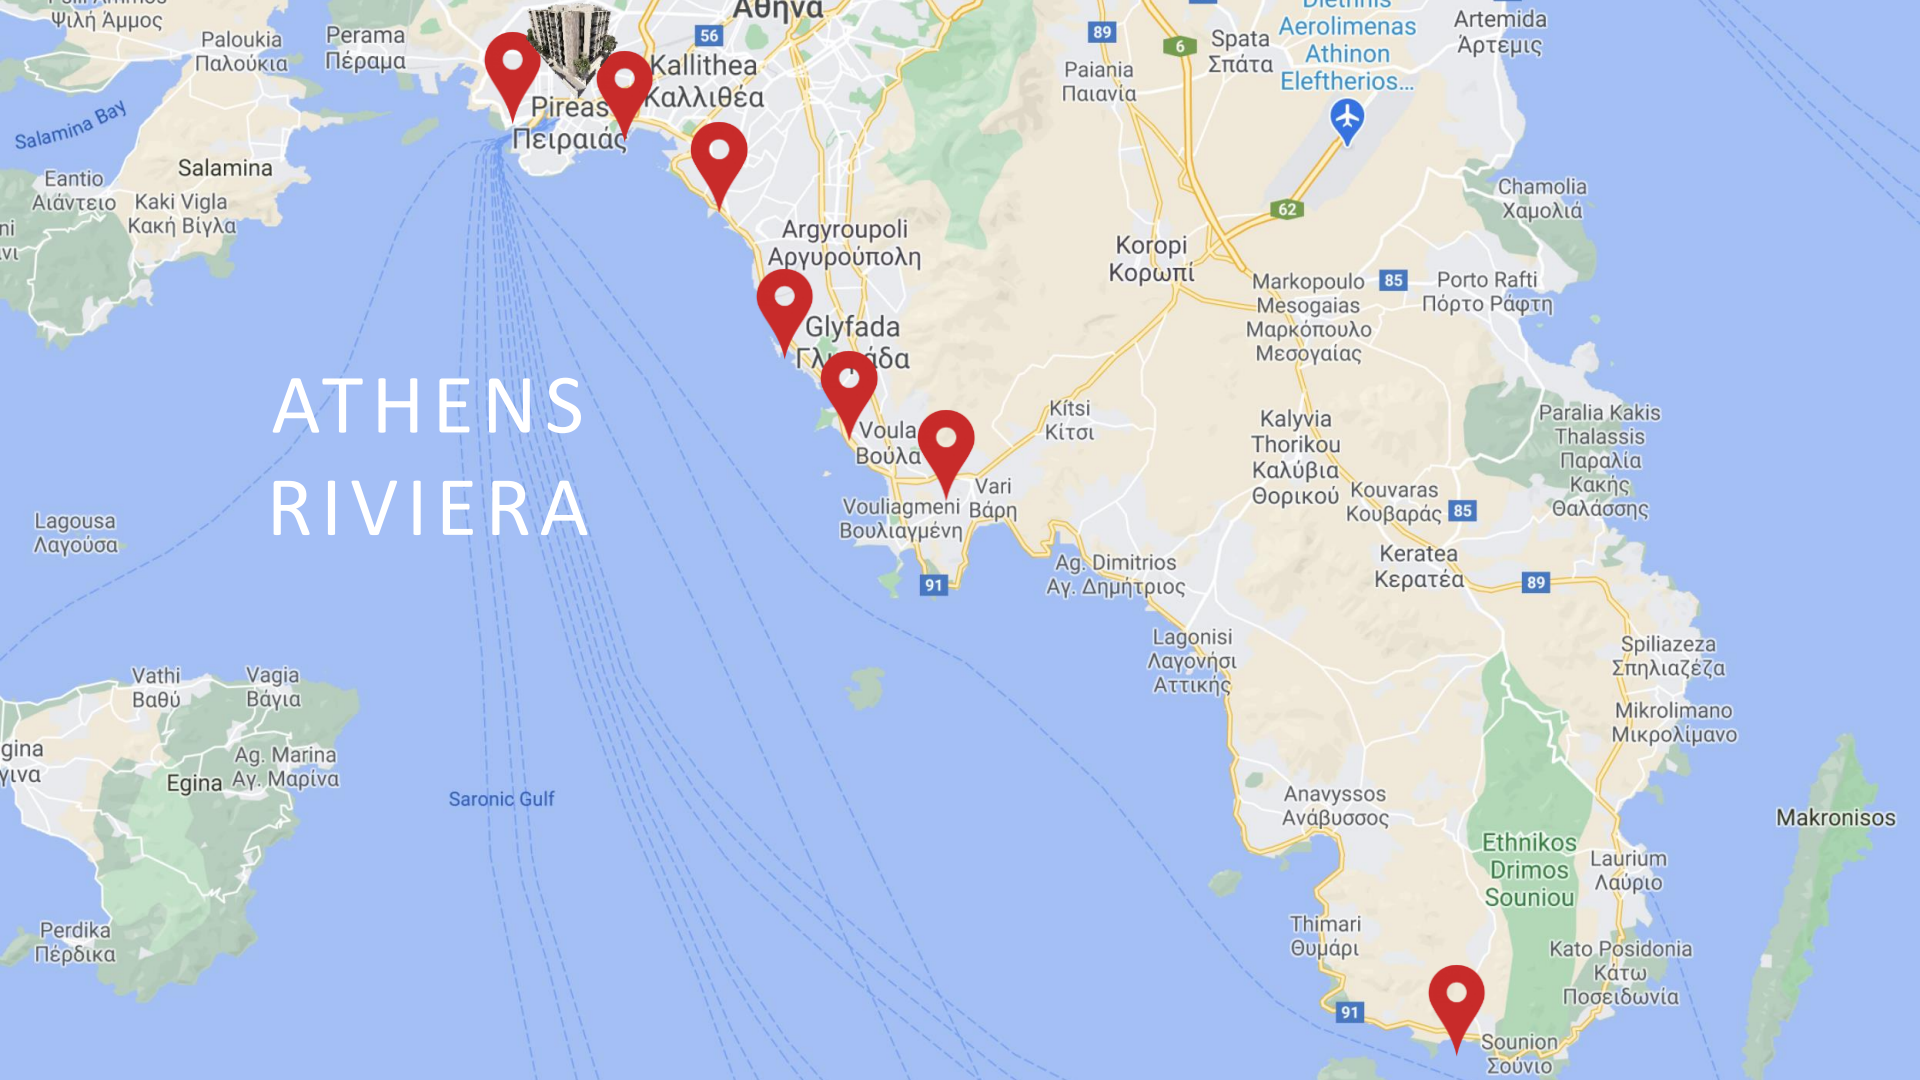 Ψιλή Άμμος
Paloukia
Παλούκια
Perama
Πέραμα
56
Αθήνα
Kallithea
Καλλιθέα
Pireas
Πειραιάς
89
6
Spata
Σπάτα
Diethnis
Aerolimenas
Athinon
Eleftherios...
Artemida
Άρτεμις
Paiania
Παιανία
Salamina Bay
Salamina
Eantio
Αιάντειο
Kaki Vigla
Κακή Βίγλα
Chamolia
Χαμολιά
62
Argyroupoli
Αργυρούπολη
Koropi
Κορωπί
Markopoulo
Mesogaias
Μαρκόπουλο
Μεσογαίας
85
Porto Rafti
Πόρτο Ράφτη
Glyfada
ATHENS
RIVIERA
Voula
Βούλα
Kítsi
Κίτσι
Kalyvia
Thorikou
Καλύβια
Θορικού
Paralia Kakis
Thalassis
Παραλία
Κακής
Θαλάσσης
Vouliagmeni
Βουλιαγμένη
Vari
Βάρη
Kouvaras
Κουβαράς
85
Lagousa
Λαγούσα
91
Ag. Dimitrios
Αγ. Δημήτριος
Keratea
Κερατέα
89
Lagonisi
Λαγονήσι
Αττικής
Spiliazeza
Σπηλιαζέζα
Vathi
Βαθύ
Vagia
Βάγια
Mikrolimano
Μικρολίμανο
Ag. Marina
Αγ. Μαρίνα
Egina
Saronic Gulf
Anavyssos
Ανάβυσσος
Makronisos
Ethnikos
Drimos
Souniou
Laurium
Λαύριο
Perdika
Πέρδικα
Thimari
Θυμάρι
Kato Posidonia
Κάτω
Ποσειδωνία
91
Sounion
Σούνιο